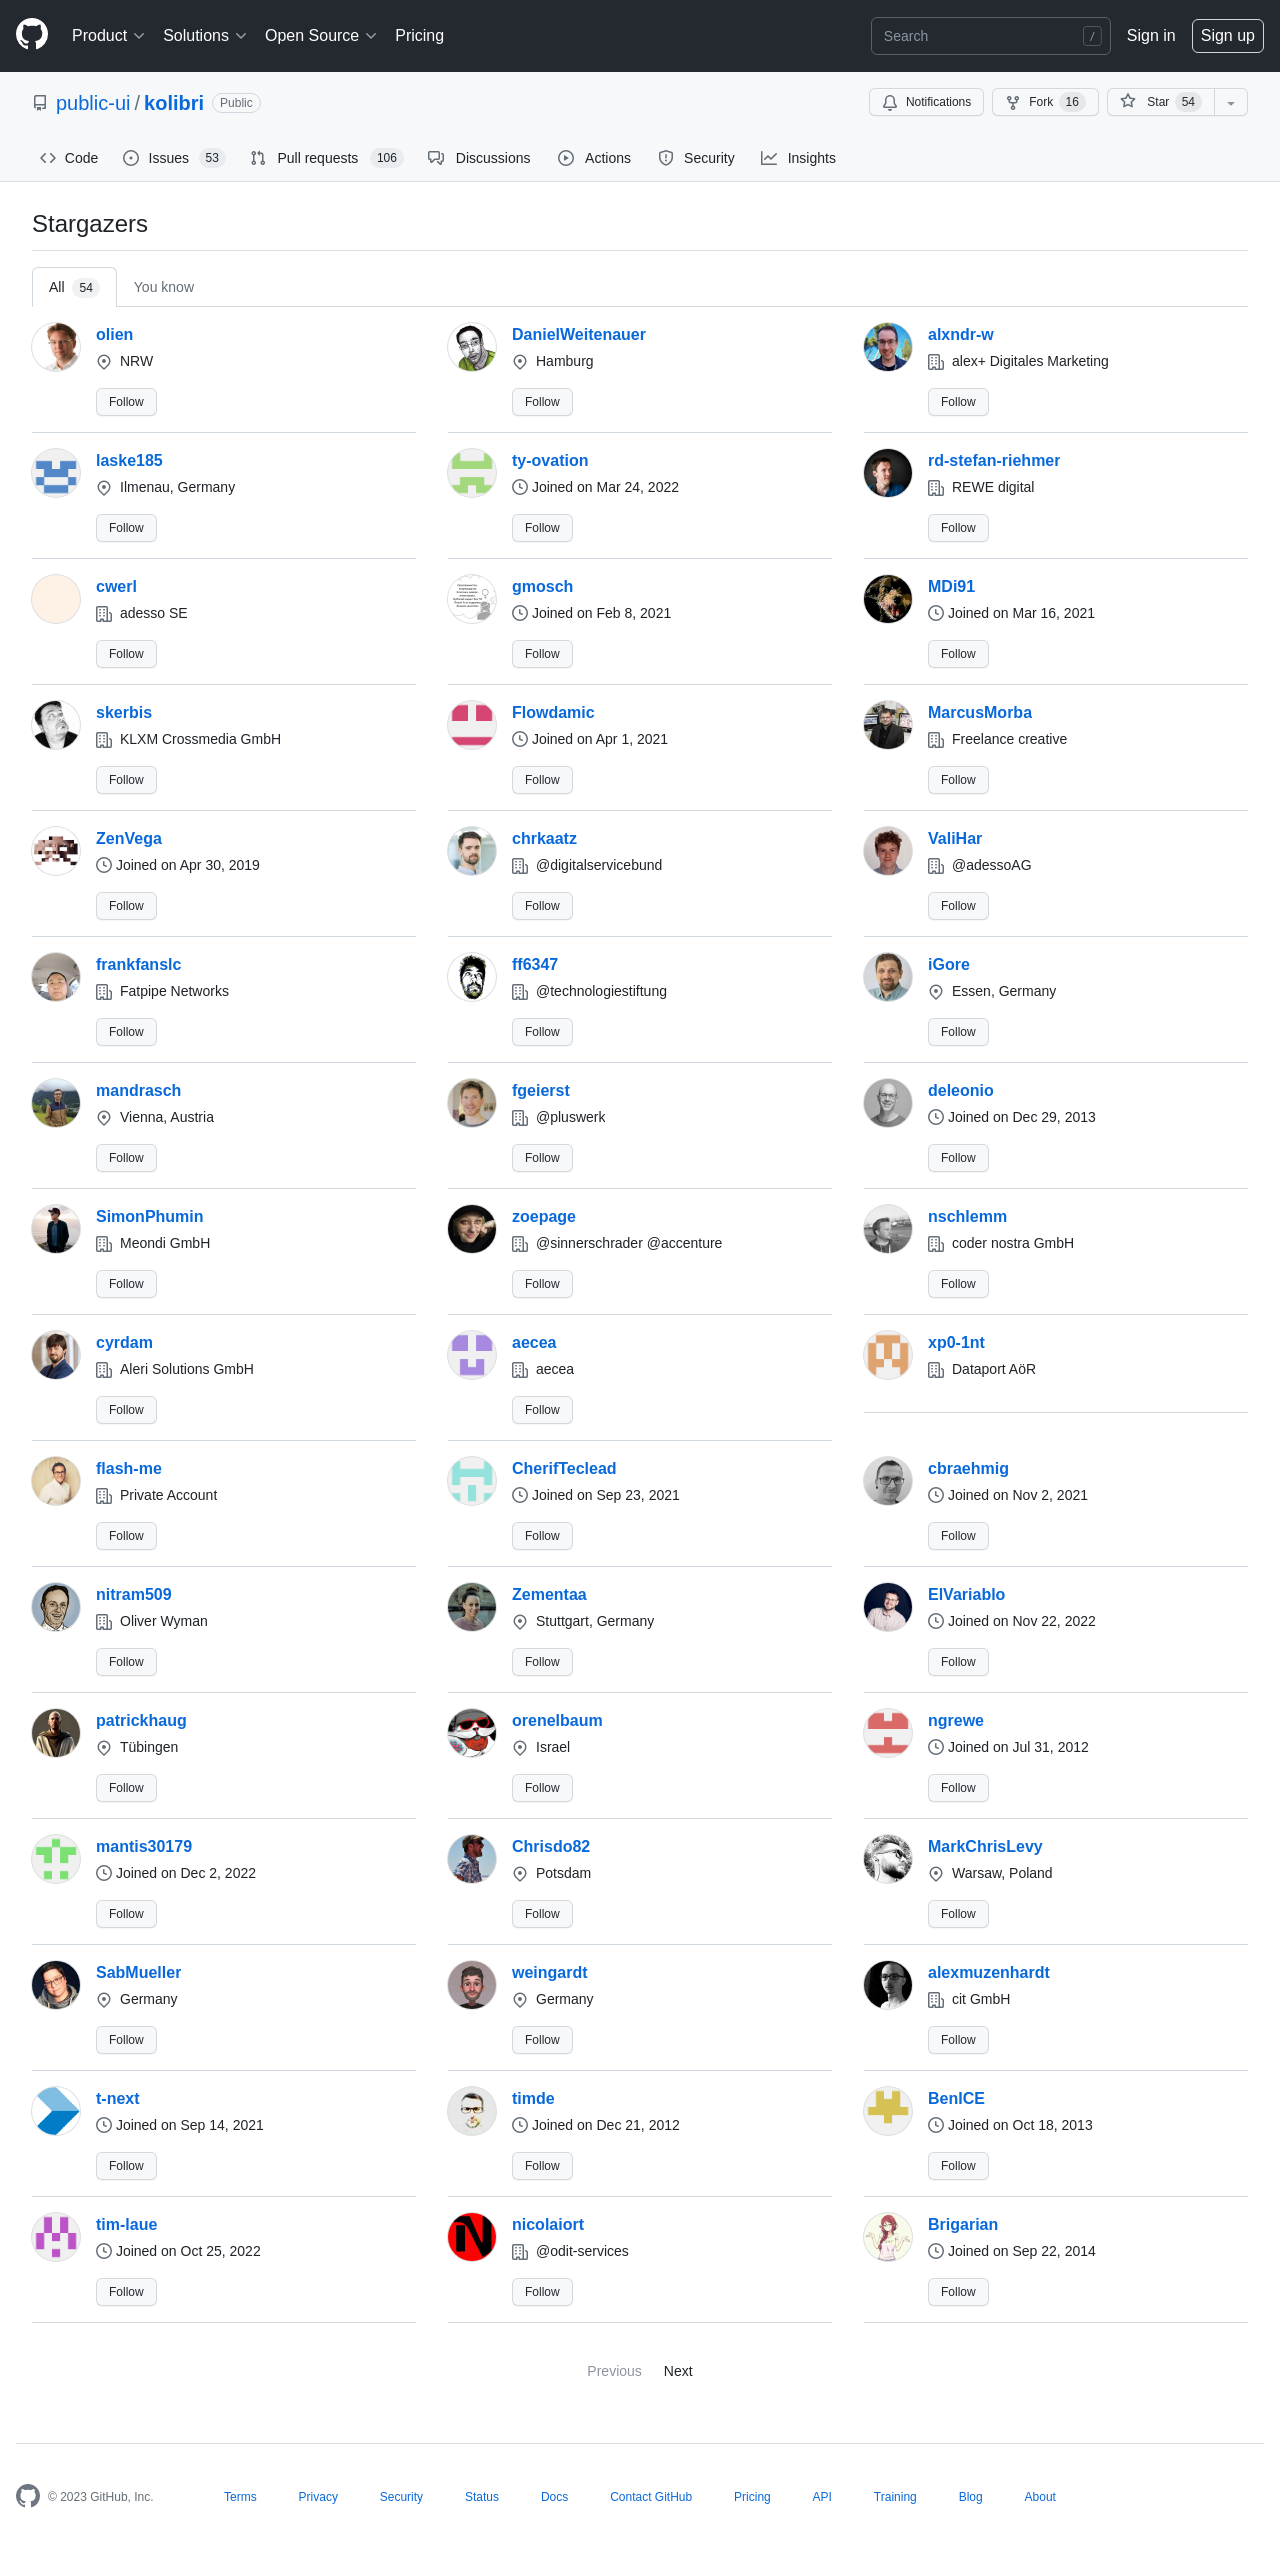 Product Solutions Open Source Pricing Search / Sign in Sign up
public-ui / kolibri Public Notifications Fork 16 Star 54
Code Issues 53 Pull requests 106 Discussions Actions Security Insights
Stargazers
All 54 You know
olien DanielWeitenauer alxndr-w
NRW Hamburg alex+ Digitales Marketing
Follow Follow Follow
laske185 ty-ovation rd-stefan-riehmer
Ilmenau, Germany Joined on Mar 24, 2022 REWE digital
Follow Follow Follow
cwerl gmosch MDi91
adesso SE Joined on Feb 8, 2021 Joined on Mar 16, 2021
Follow Follow Follow
skerbis Flowdamic MarcusMorba
KLXM Crossmedia GmbH Joined on Apr 1, 2021 Freelance creative
Follow Follow Follow
ZenVega chrkaatz ValiHar
Joined on Apr 30, 2019 @digitalservicebund @adessoAG
Follow Follow Follow
frankfanslc ff6347 iGore
Fatpipe Networks @technologiestiftung Essen, Germany
Follow Follow Follow
mandrasch fgeierst deleonio
Vienna, Austria @pluswerk Joined on Dec 29, 2013
Follow Follow Follow
SimonPhumin zoepage nschlemm
Meondi GmbH @sinnerschrader @accenture coder nostra GmbH
Follow Follow Follow
cyrdam aecea xp0-1nt
Aleri Solutions GmbH aecea Dataport AöR
Follow Follow
flash-me CherifTeclead cbraehmig
Private Account Joined on Sep 23, 2021 Joined on Nov 2, 2021
Follow Follow Follow
nitram509 Zementaa ElVariablo
Oliver Wyman Stuttgart, Germany Joined on Nov 22, 2022
Follow Follow Follow
patrickhaug orenelbaum ngrewe
Tübingen Israel Joined on Jul 31, 2012
Follow Follow Follow
mantis30179 Chrisdo82 MarkChrisLevy
Joined on Dec 2, 2022 Potsdam Warsaw, Poland
Follow Follow Follow
SabMueller weingardt alexmuzenhardt
Germany Germany cit GmbH
Follow Follow Follow
t-next timde BenICE
Joined on Sep 14, 2021 Joined on Dec 21, 2012 Joined on Oct 18, 2013
Follow Follow Follow
tim-laue nicolaiort Brigarian
Joined on Oct 25, 2022 @odit-services Joined on Sep 22, 2014
Follow Follow Follow
Previous Next
© 2023 GitHub, Inc. Terms Privacy Security Status Docs Contact GitHub Pricing API Training Blog About